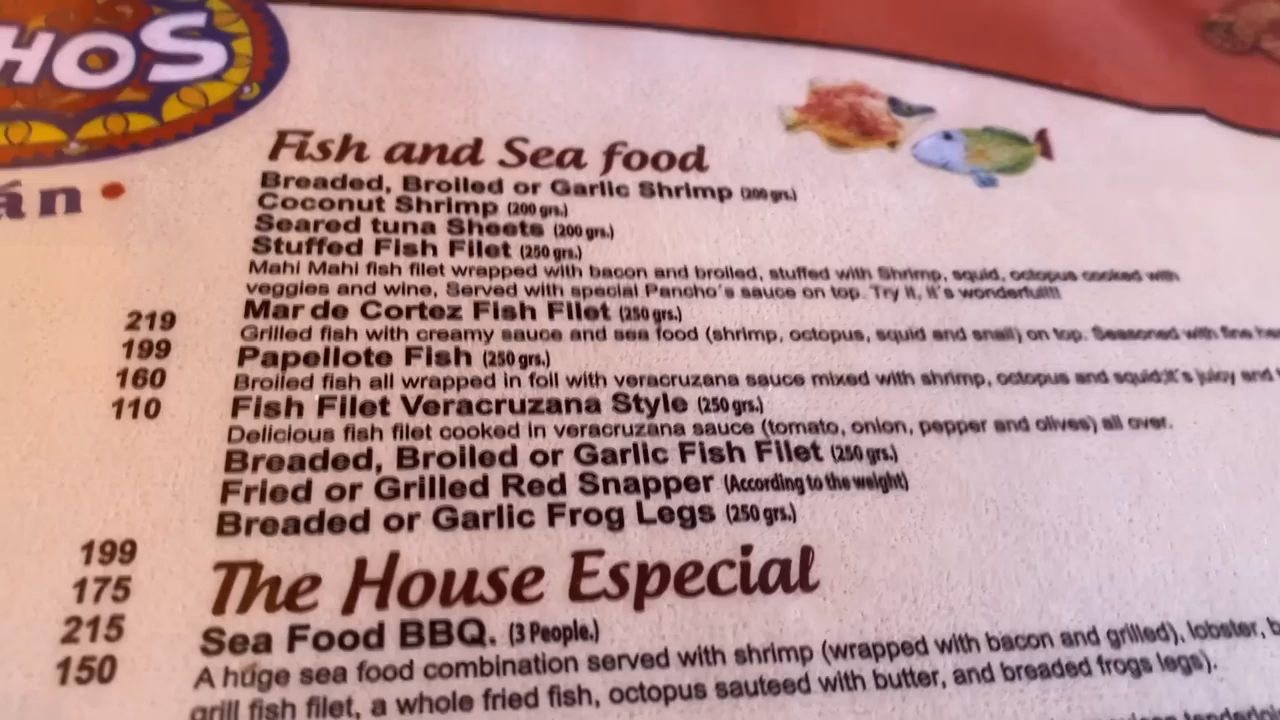 HOS
án •
Fish and Sea food
Breaded, Broiled or Garlic Shrimp (200 grs.)
Coconut Shrimp (200 grs.)
Seared tuna Sheets (200 grs.)
Stuffed Fish Filet (250 grs.)
Mahi Mahi fish filet wrapped with bacon and broiled, stuffed with Shrimp, squid, octopus cooked with
veggies and wine, Served with special Pancho's sauce on top. Try it, it's wonderful!!!
219
Mar de Cortez Fish Filet (250 grs.)
Grilled fish with creamy sauce and sea food (shrimp, octopus, squid and snail) on top. Seasoned with fine
199
Papellote Fish (250 grs.)
160
Broiled fish all wrapped in foil with veracruzana sauce mixed with shrimp, octopus and squid;it's juicy and
110
Fish Filet Veracruzana Style (250 grs.)
Delicious fish filet cooked in veracruzana sauce (tomato, onion, pepper and olives) all over.
Breaded, Broiled or Garlic Fish Filet (250 grs.)
Fried or Grilled Red Snapper (According to the weight)
Breaded or Garlic Frog Legs (250 grs.)
199
The House Especial
175
215
Sea Food BBQ. (3 People.)
150
A huge sea food combination served with shrimp (wrapped with bacon and grilled), lobster,
grill fish filet, a whole fried fish, octopus sauteed with butter, and breaded frogs legs).